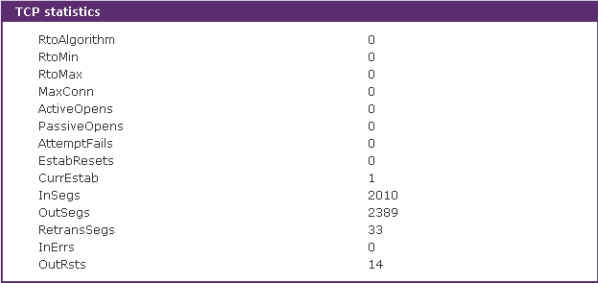 TCP statistics
RtoAlgorithm 0
RtoMin 0
RtoMax 0
MaxConn 0
ActiveOpens 0
PassiveOpens 0
AttemptFails 0
EstabResets 0
CurrEstab 1
InSegs 2010
OutSegs 2389
RetransSegs 33
InErrs 0
OutRsts 14